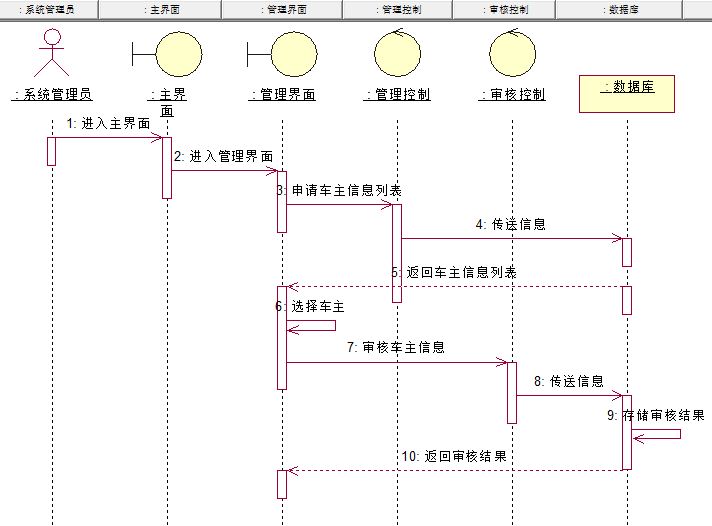 : 系统管理员
: 主界面
: 管理界面
: 管理控制
: 审核控制
: 数据库
: 系统管理员
: 主界
面
: 管理界面
: 管理控制
: 审核控制
: 数据库
1: 进入主界面
2: 进入管理界面
3: 申请车主信息列表
4: 传送信息
5: 返回车主信息列表
6: 选择车主
7: 审核车主信息
8: 传送信息
9: 存储审核结果
10: 返回审核结果